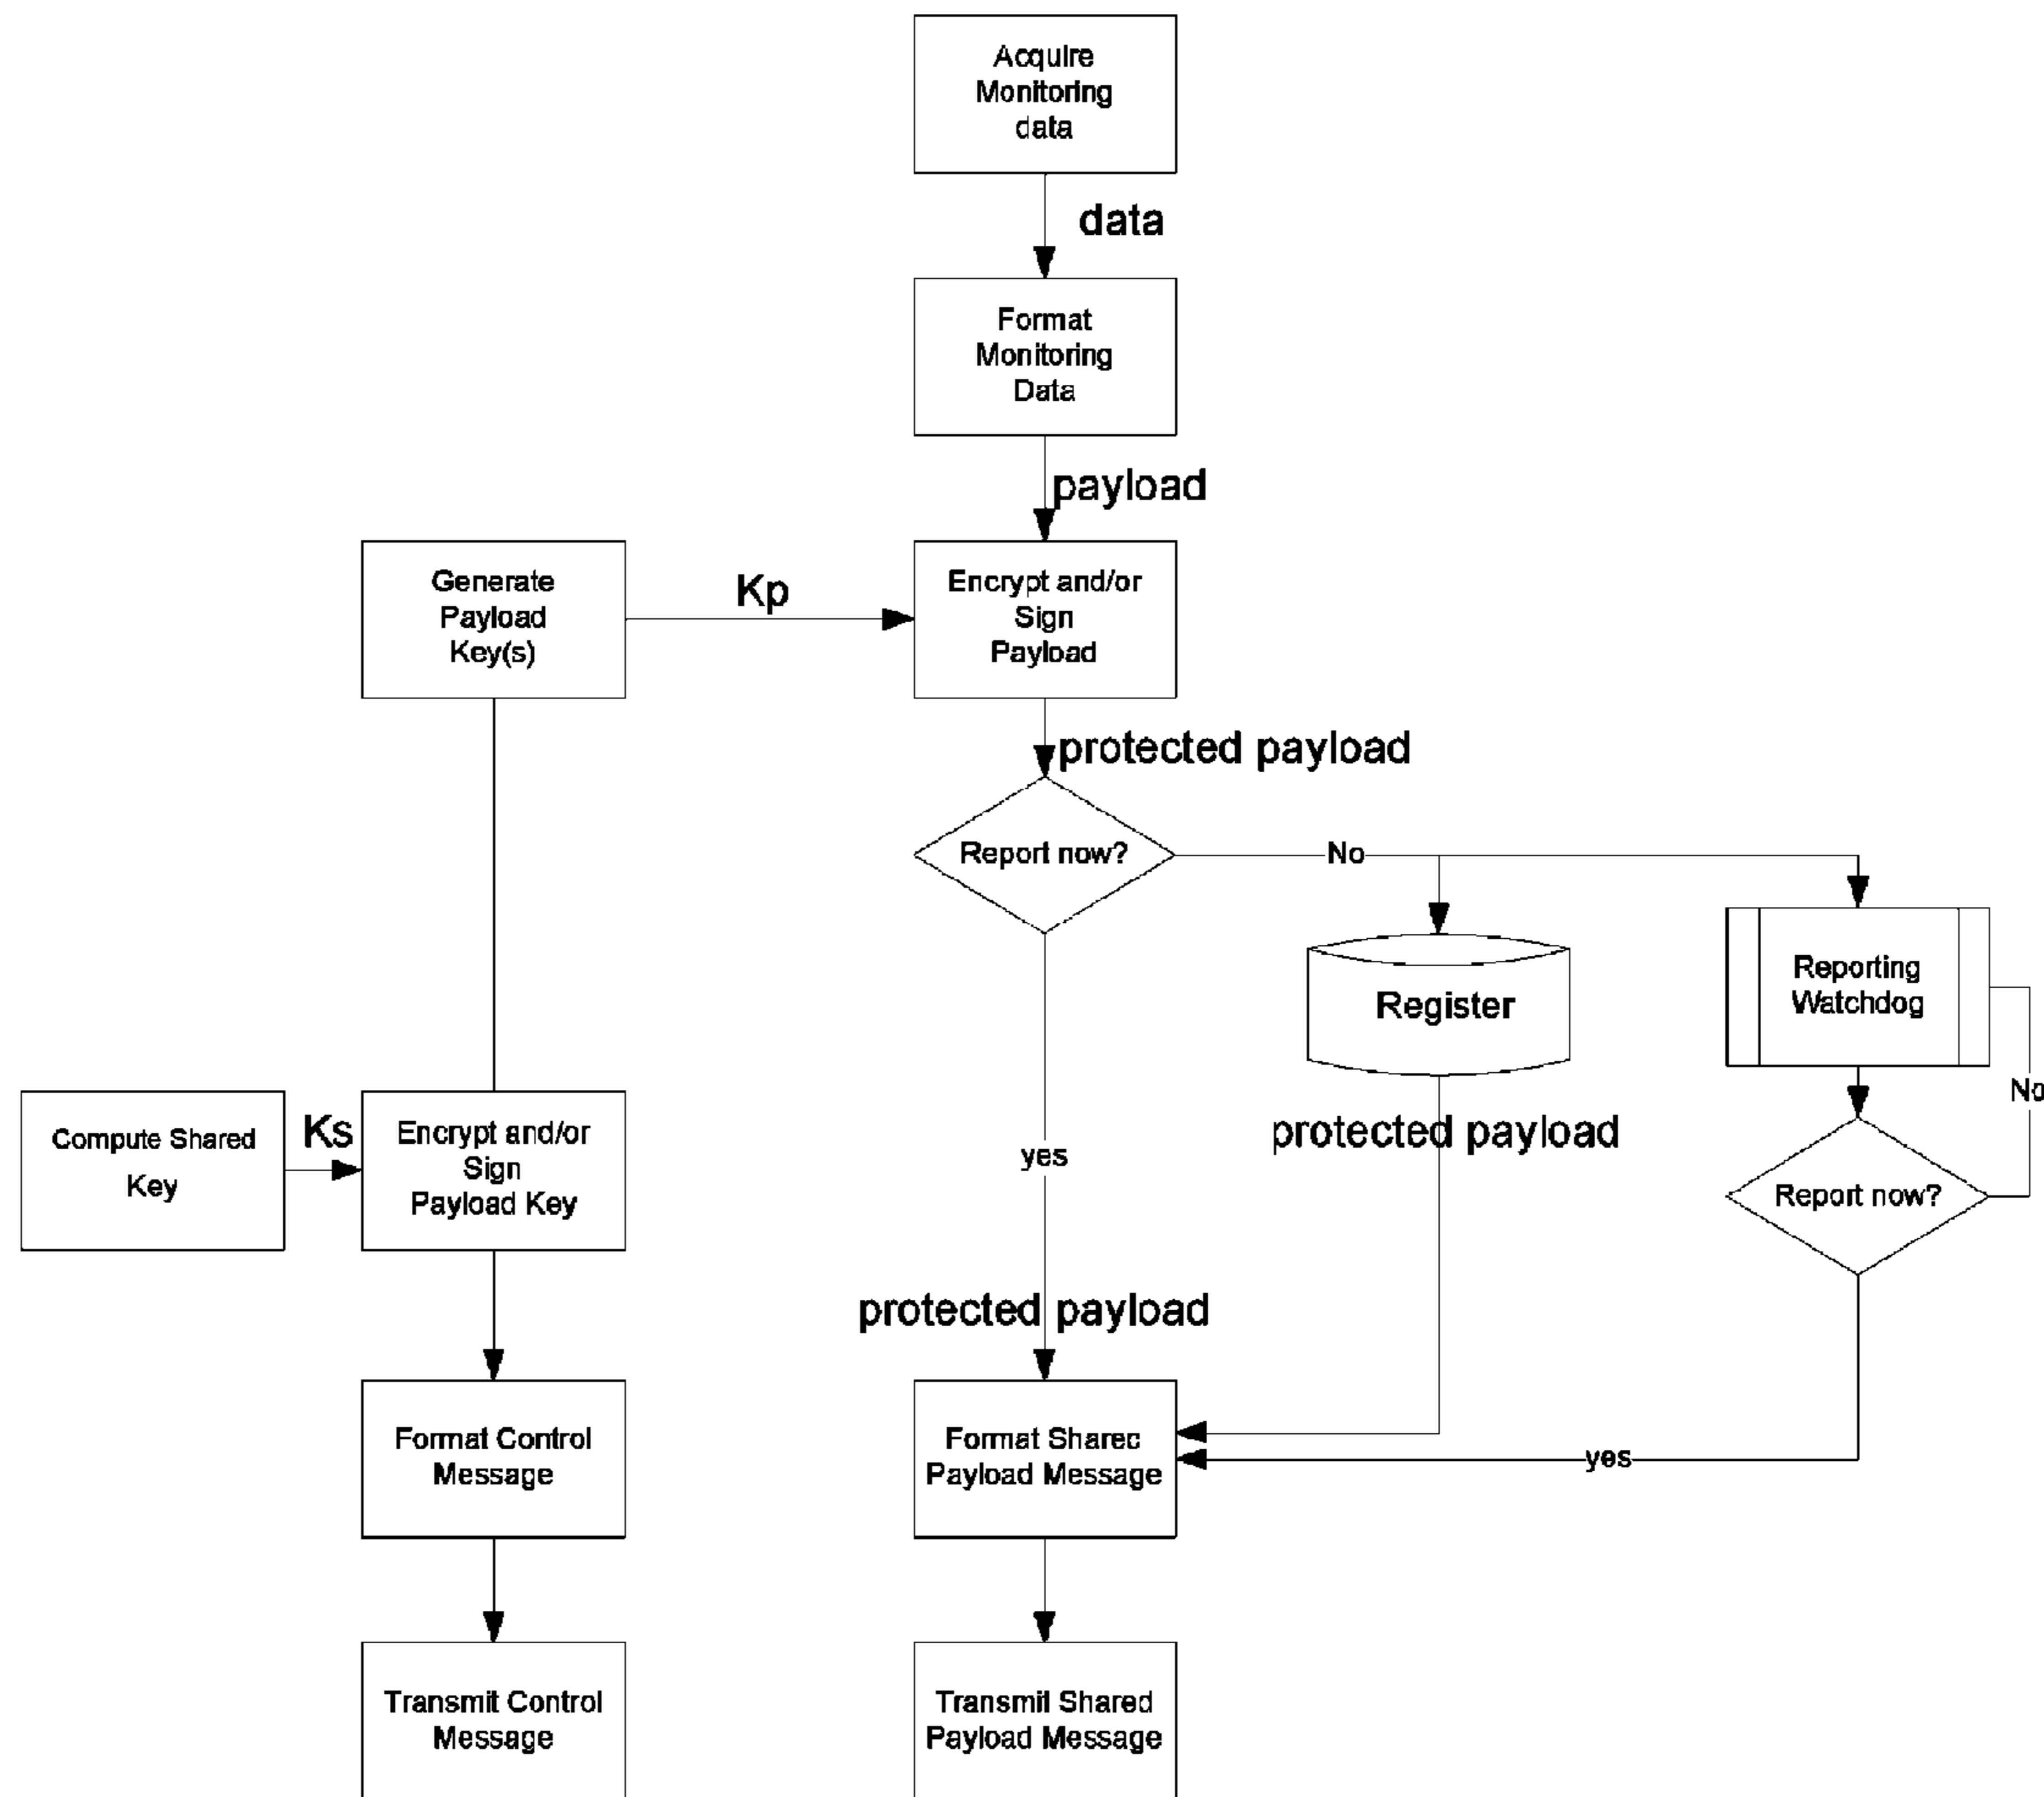 Acquire
Monitoring
data
data
Format
Monitoring
Data
payload
Generate
Payload
Key(s)
Kp
Encrypt and/or
Sign
Payload
protected payload
Report now?
No
Register
Reporting
Watchdog
No
Compute Shared
Key
Ks
Encrypt and/or
Sign
Payload Key
yes
protected payload
Report now?
protected payload
Format Control
Message
Format Shared
Payload Message
yes
Transmit Control
Message
Transmit Shared
Payload Message